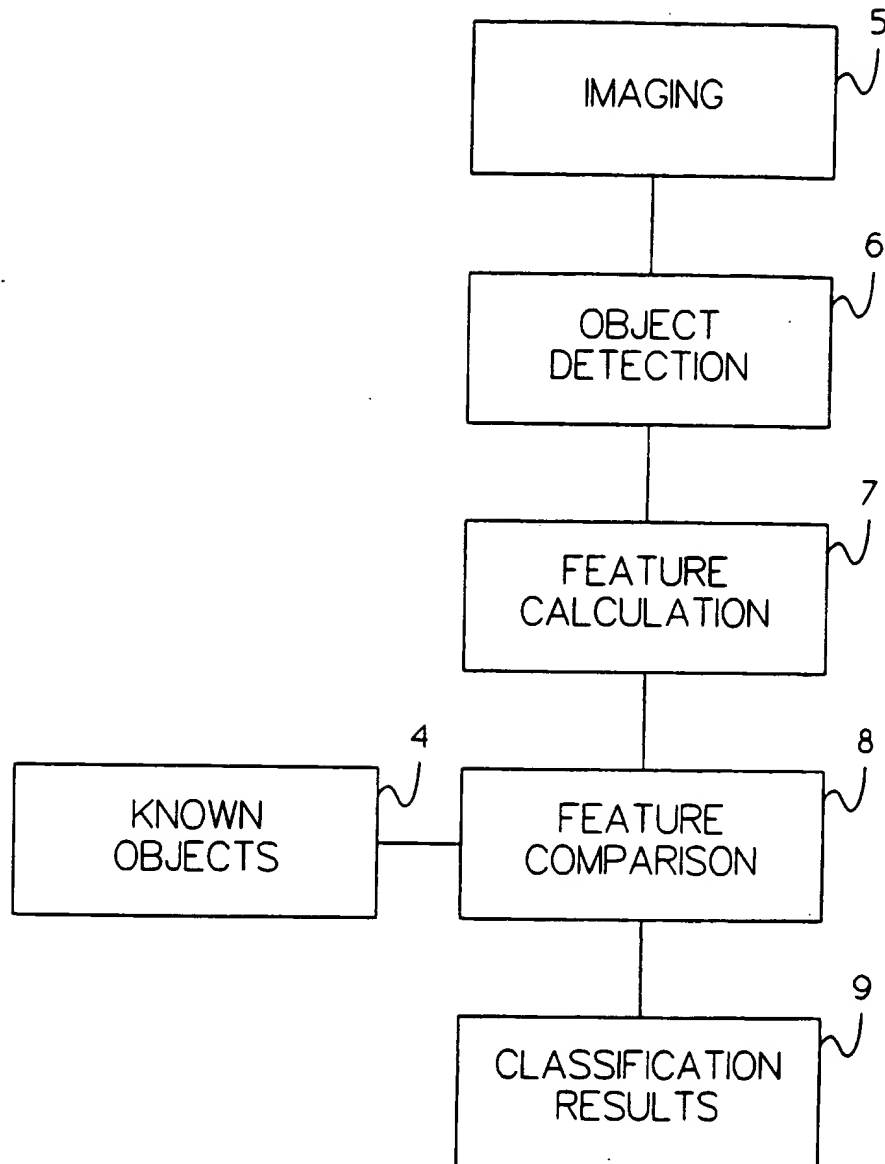 5
IMAGING
6
OBJECT
DETECTION
7
FEATURE
CALCULATION
4
KNOWN
OBJECTS
8
FEATURE
COMPARISON
9
CLASSIFICATION
RESULTS